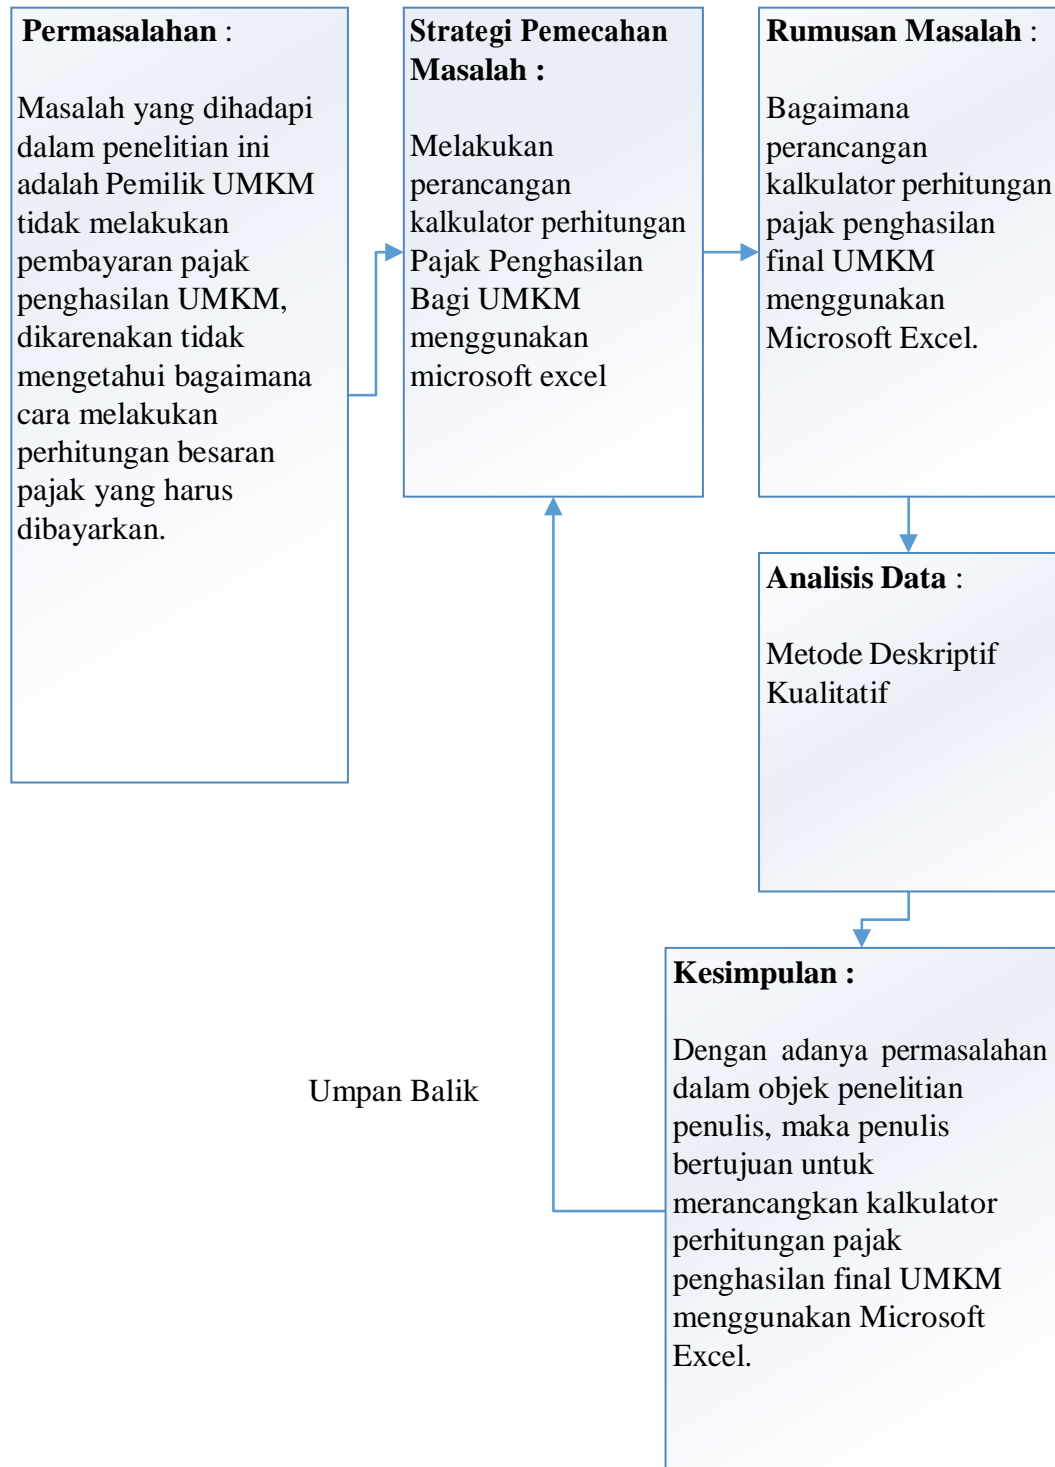 Permasalahan :
Masalah yang dihadapi
dalam penelitian ini
adalah Pemilik UMKM
tidak melakukan
pembayaran pajak
penghasilan UMKM,
dikarenakan tidak
mengetahui bagaimana
cara melakukan
perhitungan besaran
pajak yang harus
dibayarkan.
Strategi Pemecahan
Masalah :
Melakukan
perancangan
kalkulator perhitungan
Pajak Penghasilan
Bagi UMKM
menggunakan
microsoft excel
Rumusan Masalah :
Bagaimana
perancangan
kalkulator perhitungan
pajak penghasilan
final UMKM
menggunakan
Microsoft Excel.
Analisis Data :
Metode Deskriptif
Kualitatif
Kesimpulan :
Dengan adanya permasalahan
dalam objek penelitian
penulis, maka penulis
bertujuan untuk
merancangkan kalkulator
perhitungan pajak
penghasilan final UMKM
menggunakan Microsoft
Excel.
Umpan Balik